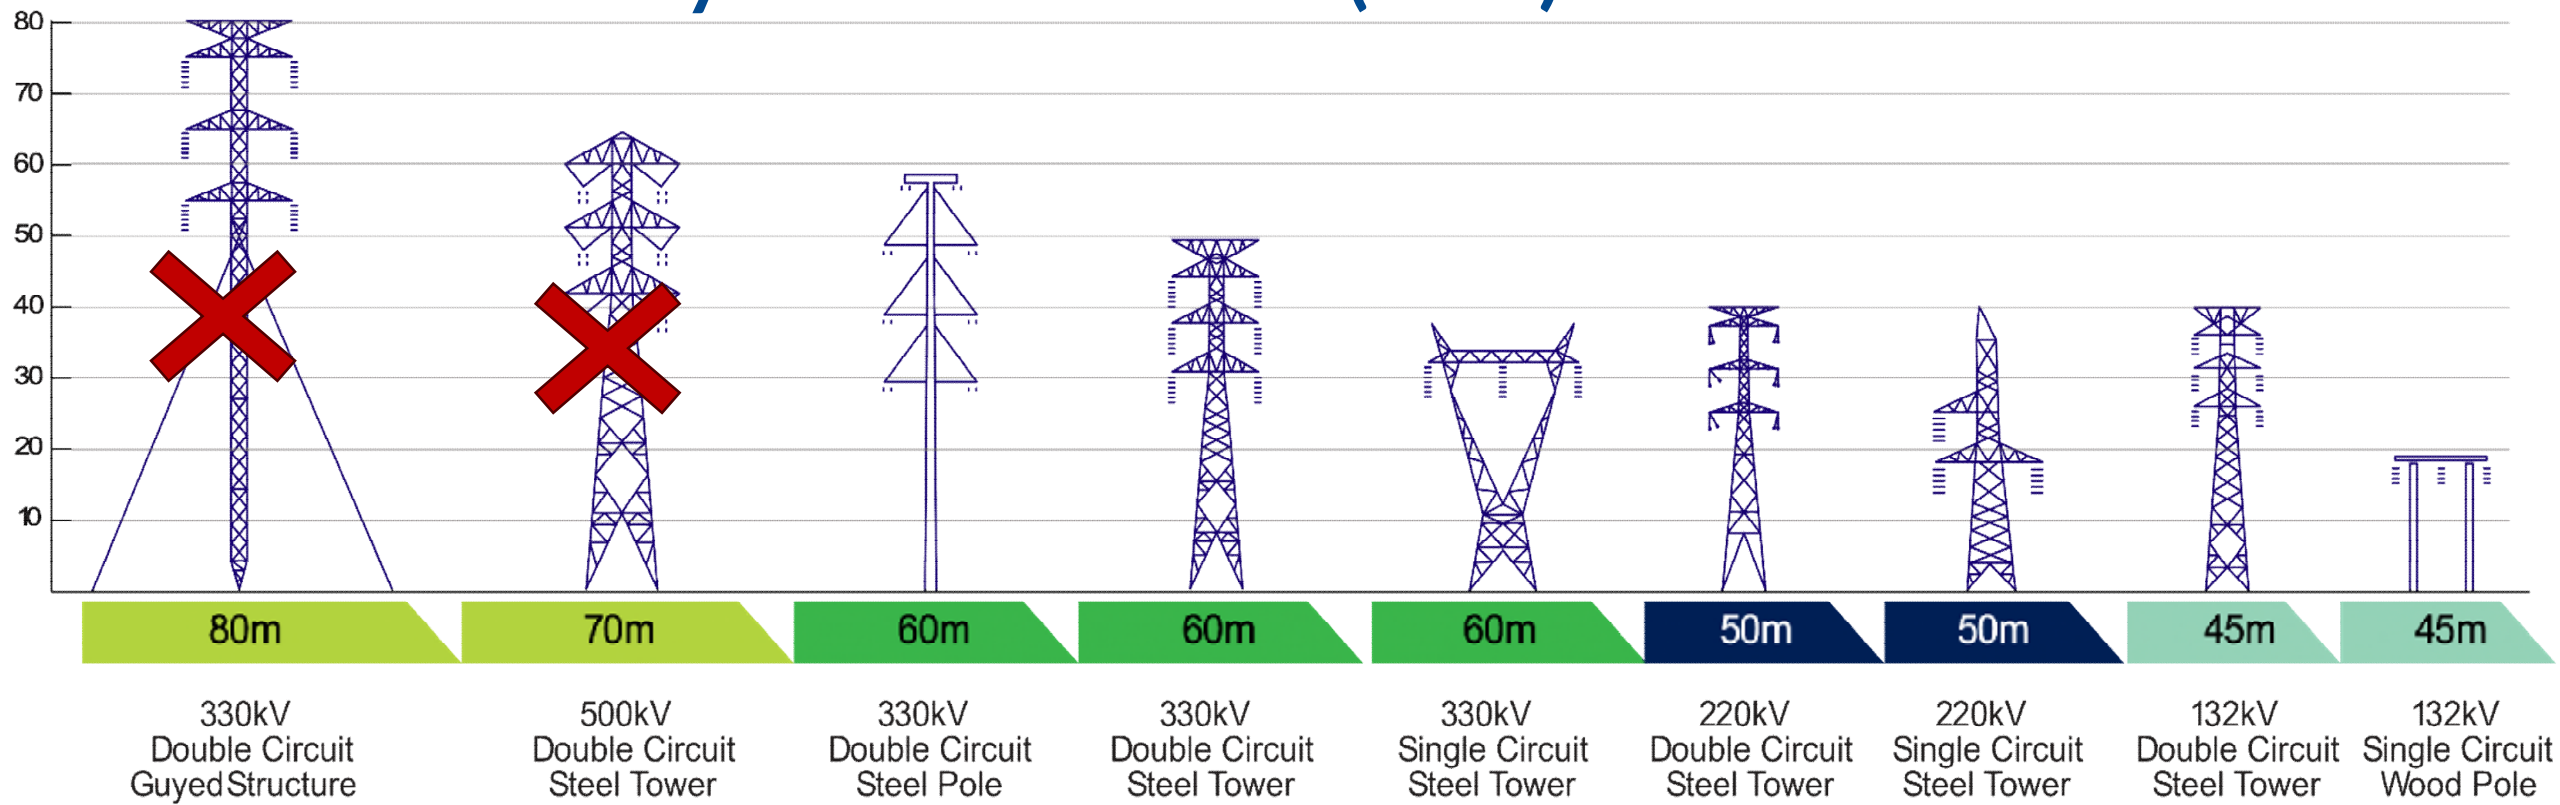 80
70
60
50
40
30
20
10
80m 70m 60m 60m 60m 50m 50m 45m 45m
330kV
Double Circuit
Guyed Structure
500kV
Double Circuit
Steel Tower
330kV
Double Circuit
Steel Pole
330kV
Double Circuit
Steel Tower
330kV
Single Circuit
Steel Tower
220kV
Double Circuit
Steel Tower
220kV
Single Circuit
Steel Tower
132kV
Double Circuit
Steel Tower
132kV
Single Circuit
Wood Pole